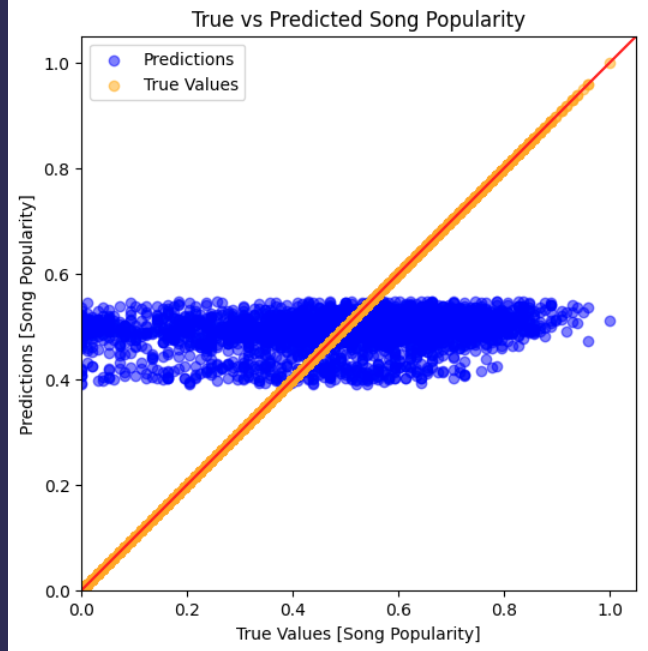 True vs Predicted Song Popularity
Predictions
True Values
Predictions [Song Popularity]
1.0
0.8
0.6
0.4
0.2
0.0
0.0 0.2 0.4 0.6 0.8 1.0
True Values [Song Popularity]